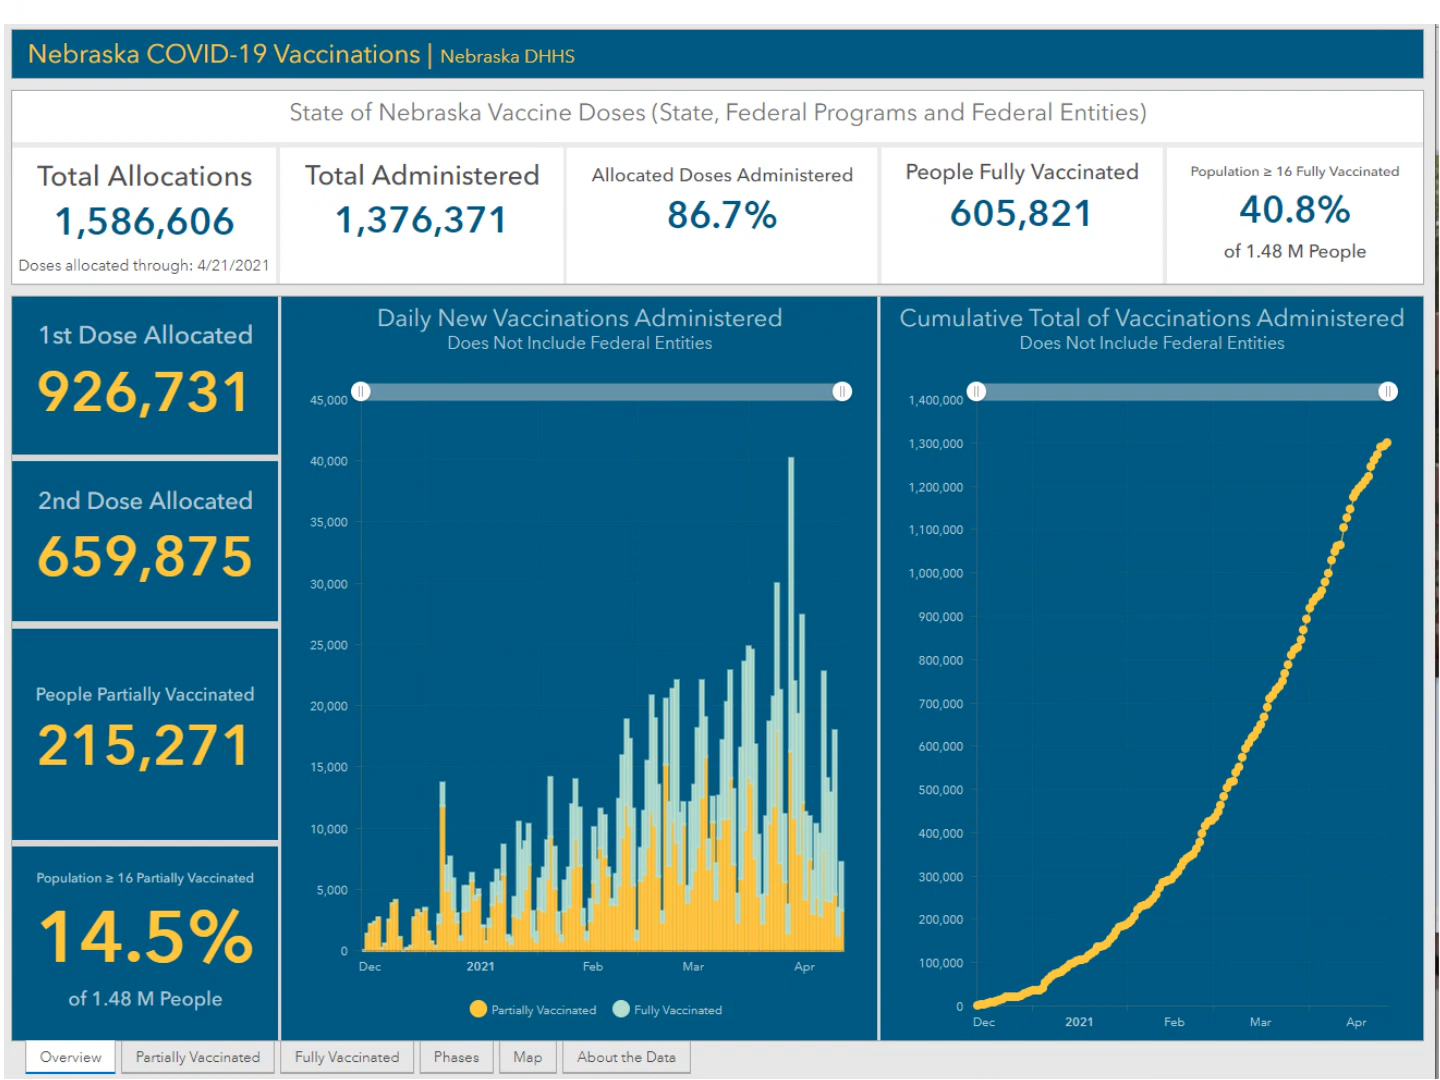 Nebraska COVID-19 Vaccinations | Nebraska DHHS
State of Nebraska Vaccine Doses (State, Federal Programs and Federal Entities)
Total Allocations
1,586,606
Doses allocated through: 4/21/2021
Total Administered
1,376,371
Allocated Doses Administered
86.7%
People Fully Vaccinated
605,821
Population ≥ 16 Fully Vaccinated
40.8%
of 1.48 M People
1st Dose Allocated
926,731
2nd Dose Allocated
659,875
People Partially Vaccinated
215,271
Population ≥ 16 Partially Vaccinated
14.5%
of 1.48 M People
Daily New Vaccinations Administered
Does Not Include Federal Entities
45,000
40,000
35,000
30,000
25,000
20,000
15,000
10,000
5,000
0
Dec 2021 Feb Mar Apr
Partially Vaccinated Fully Vaccinated
Cumulative Total of Vaccinations Administered
Does Not Include Federal Entities
1,400,000
1,300,000
1,200,000
1,100,000
1,000,000
900,000
800,000
700,000
600,000
500,000
400,000
300,000
200,000
100,000
0
Dec 2021 Feb Mar Apr
Overview Partially Vaccinated Fully Vaccinated Phases Map About the Data